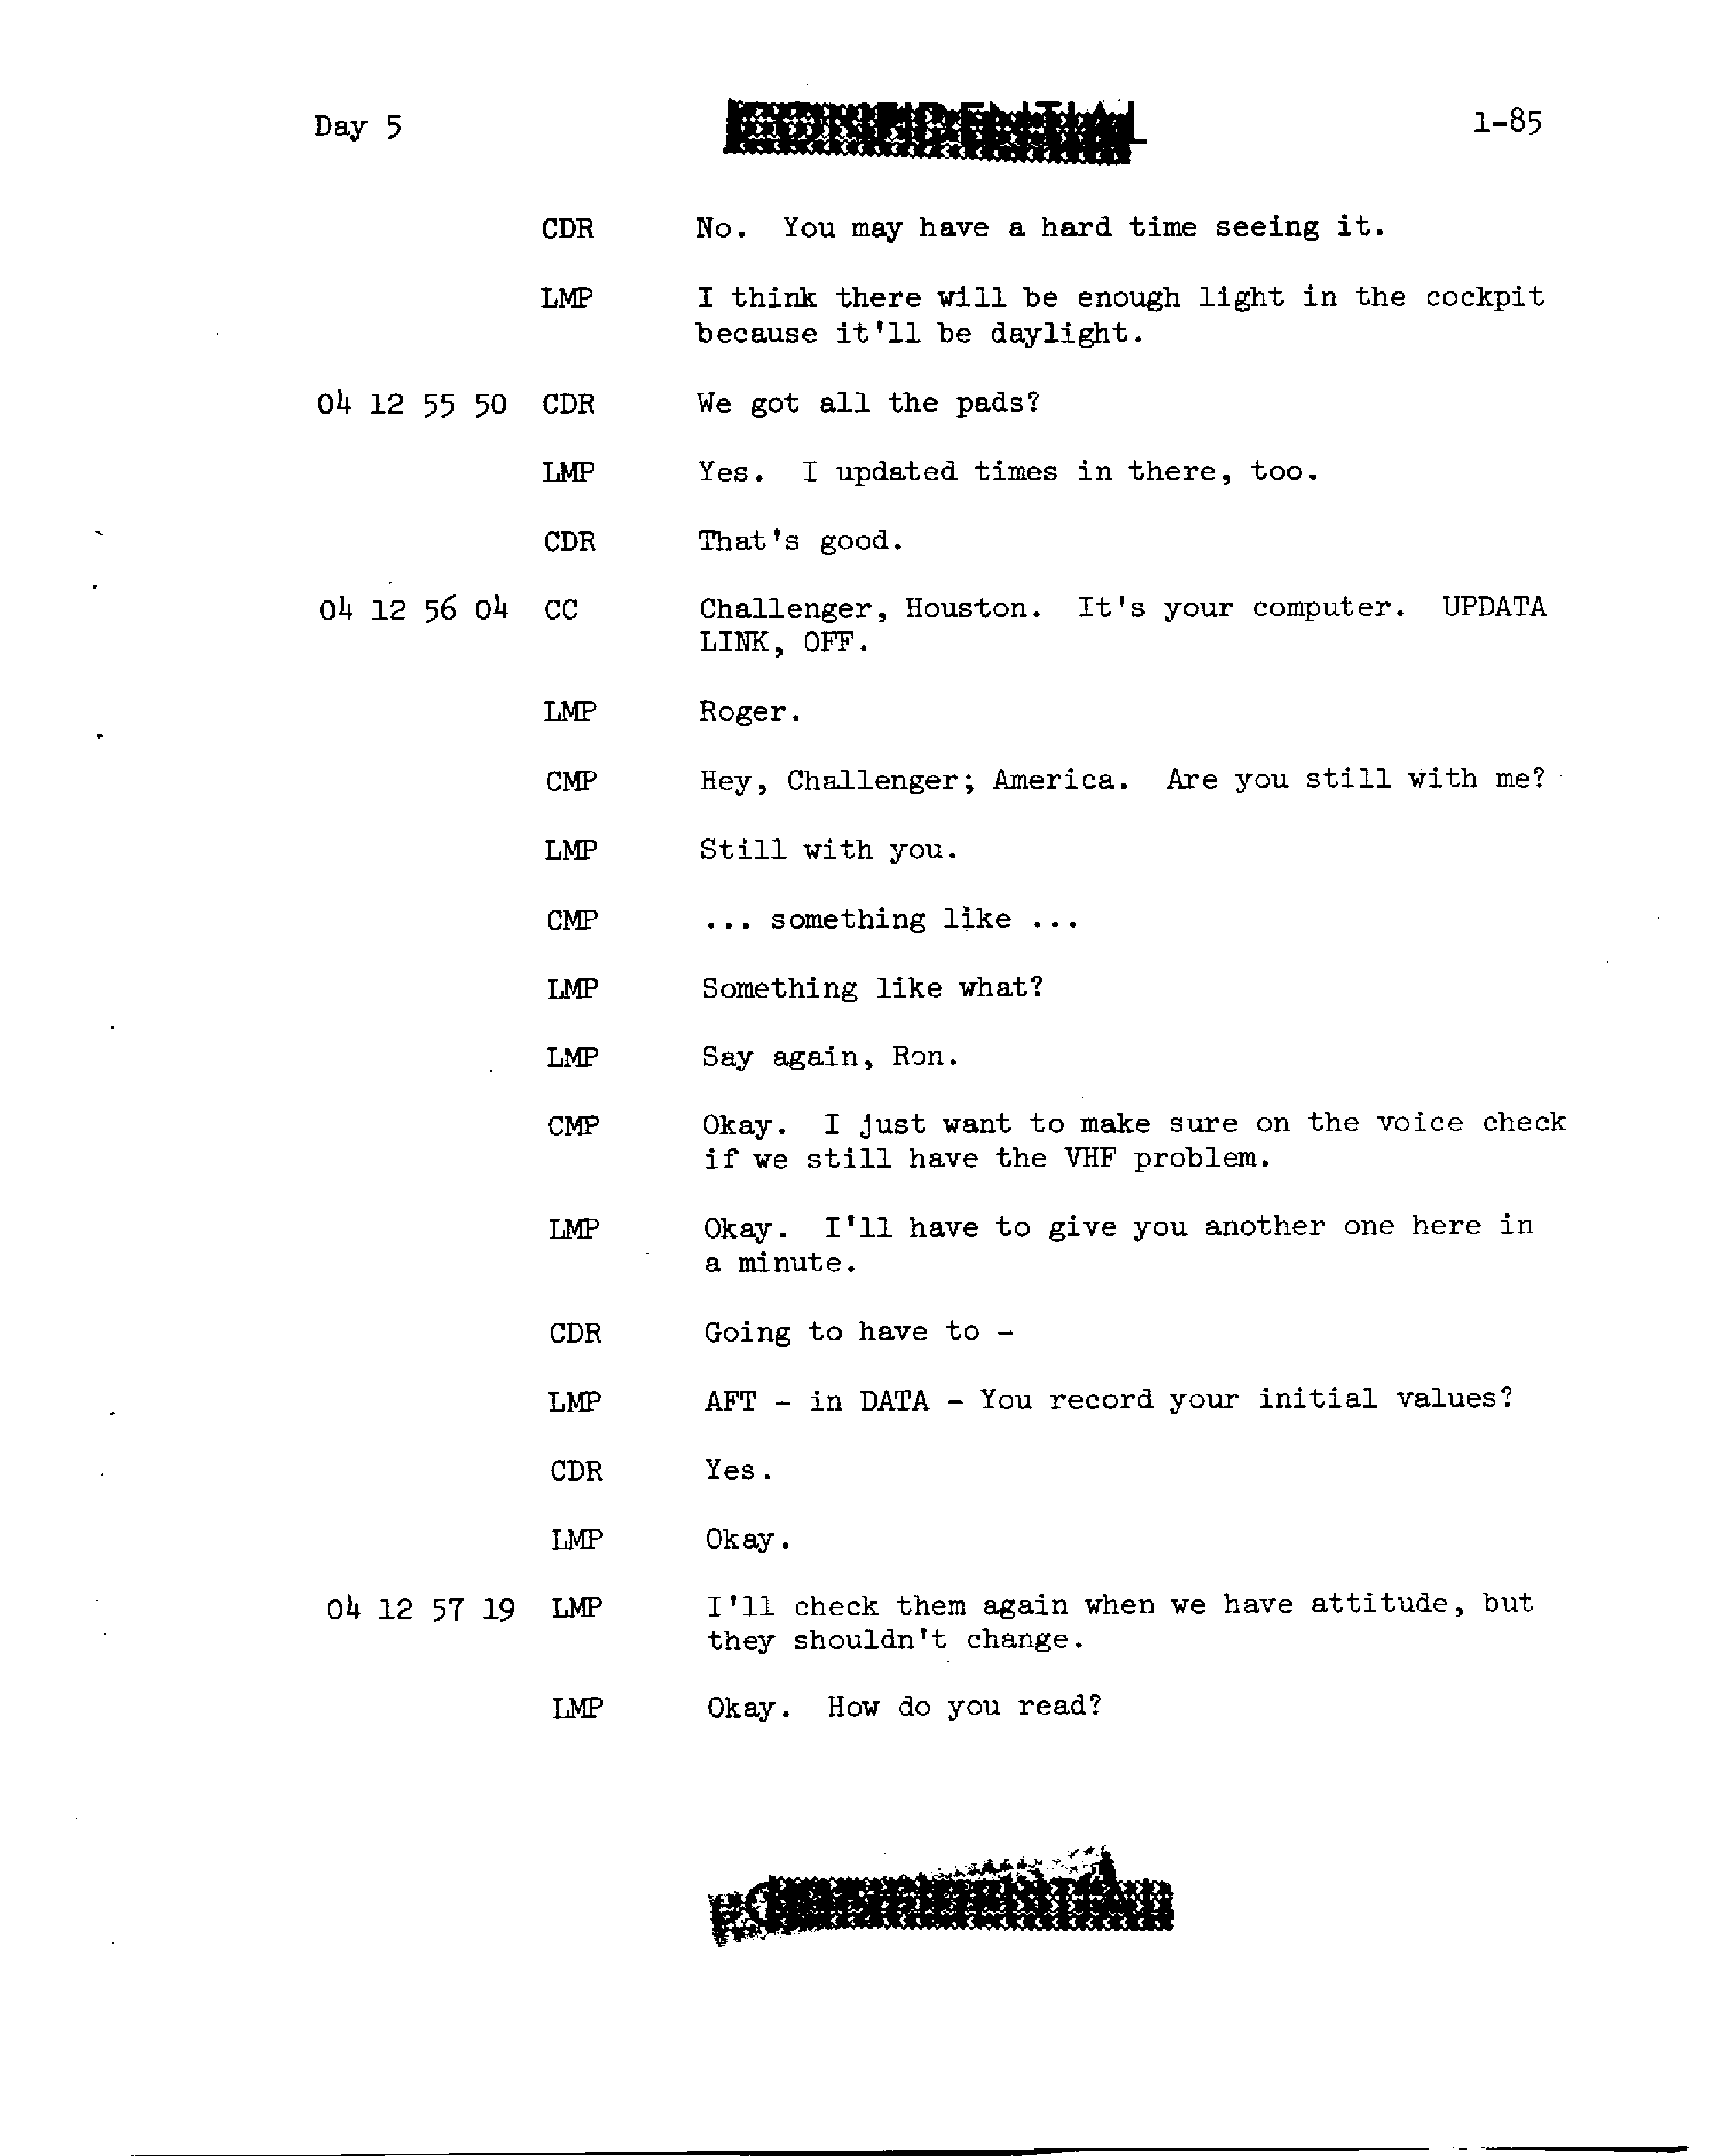 Day 5 CONFIDENTIAL 1-85
CDR No. You may have a hard time seeing it.
LMP I think there will be enough light in the cockpit
because it'll be daylight.
04 12 55 50 CDR We got all the pads?
LMP Yes. I updated times in there, too.
CDR That's good.
04 12 56 04 CC Challenger, Houston. It's your computer. UPDATA
LINK, OFF.
LMP Roger.
CMP Hey, Challenger; America. Are you still with me?
LMP Still with you.
CMP ... something like ...
LMP Something like what?
LMP Say again, Ron.
CMP Okay. I just want to make sure on the voice check
if we still have the VHF problem.
LMP Okay. I'll have to give you another one here in
a minute.
CDR Going to have to -
LMP AFT - in DATA - You record your initial values?
CDR Yes.
LMP Okay.
04 12 57 19 LMP I'll check them again when we have attitude, but
they shouldn't change.
LMP Okay. How do you read?
CONFIDENTIAL